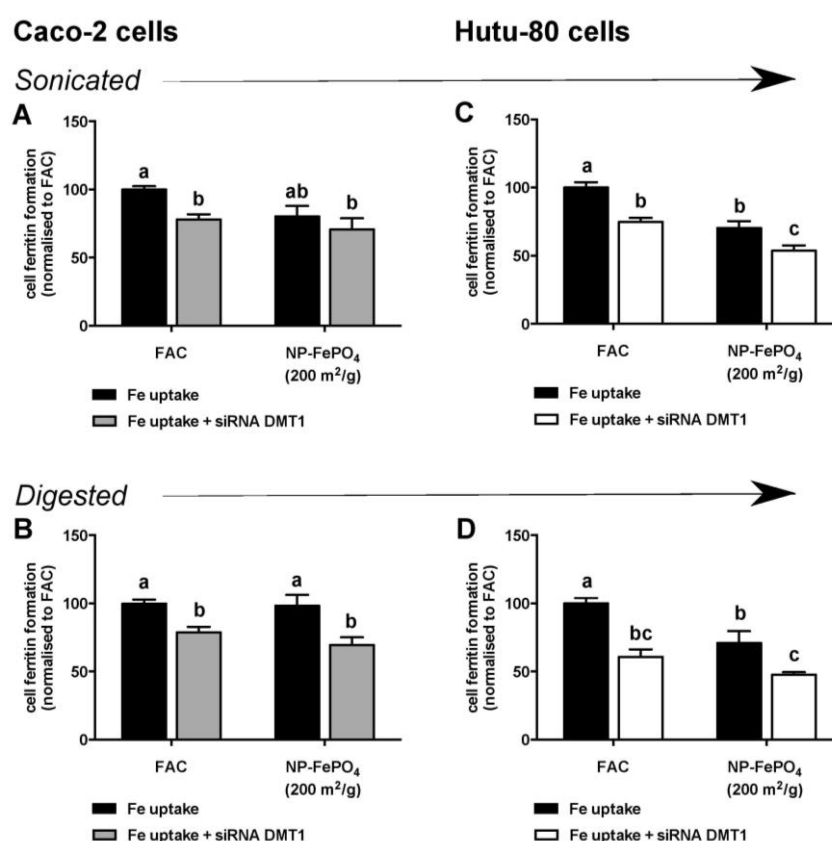 Caco-2 cells
Hutu-80 cells
Sonicated
A
150
100
50
0
cell ferritin formation
(normalised to FAC)
a
b
ab
b
FAC
NP-FePO₄
(200 m²/g)
Fe uptake
Fe uptake + siRNA DMT1
C
150
100
50
0
cell ferritin formation
(normalised to FAC)
a
b
b
c
FAC
NP-FePO₄
(200 m²/g)
Fe uptake
Fe uptake + siRNA DMT1
Digested
B
150
100
50
0
cell ferritin formation
(normalised to FAC)
a
b
a
b
FAC
NP-FePO₄
(200 m²/g)
Fe uptake
Fe uptake + siRNA DMT1
D
150
100
50
0
cell ferritin formation
(normalised to FAC)
a
bc
b
c
FAC
NP-FePO₄
(200 m²/g)
Fe uptake
Fe uptake + siRNA DMT1